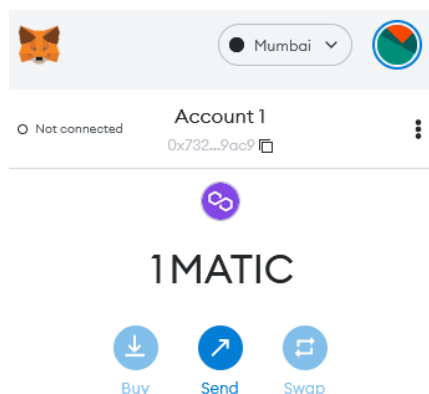 Mumbai
Account 1
Not connected
0x732...9ac9
1 MATIC
Buy Send Swap